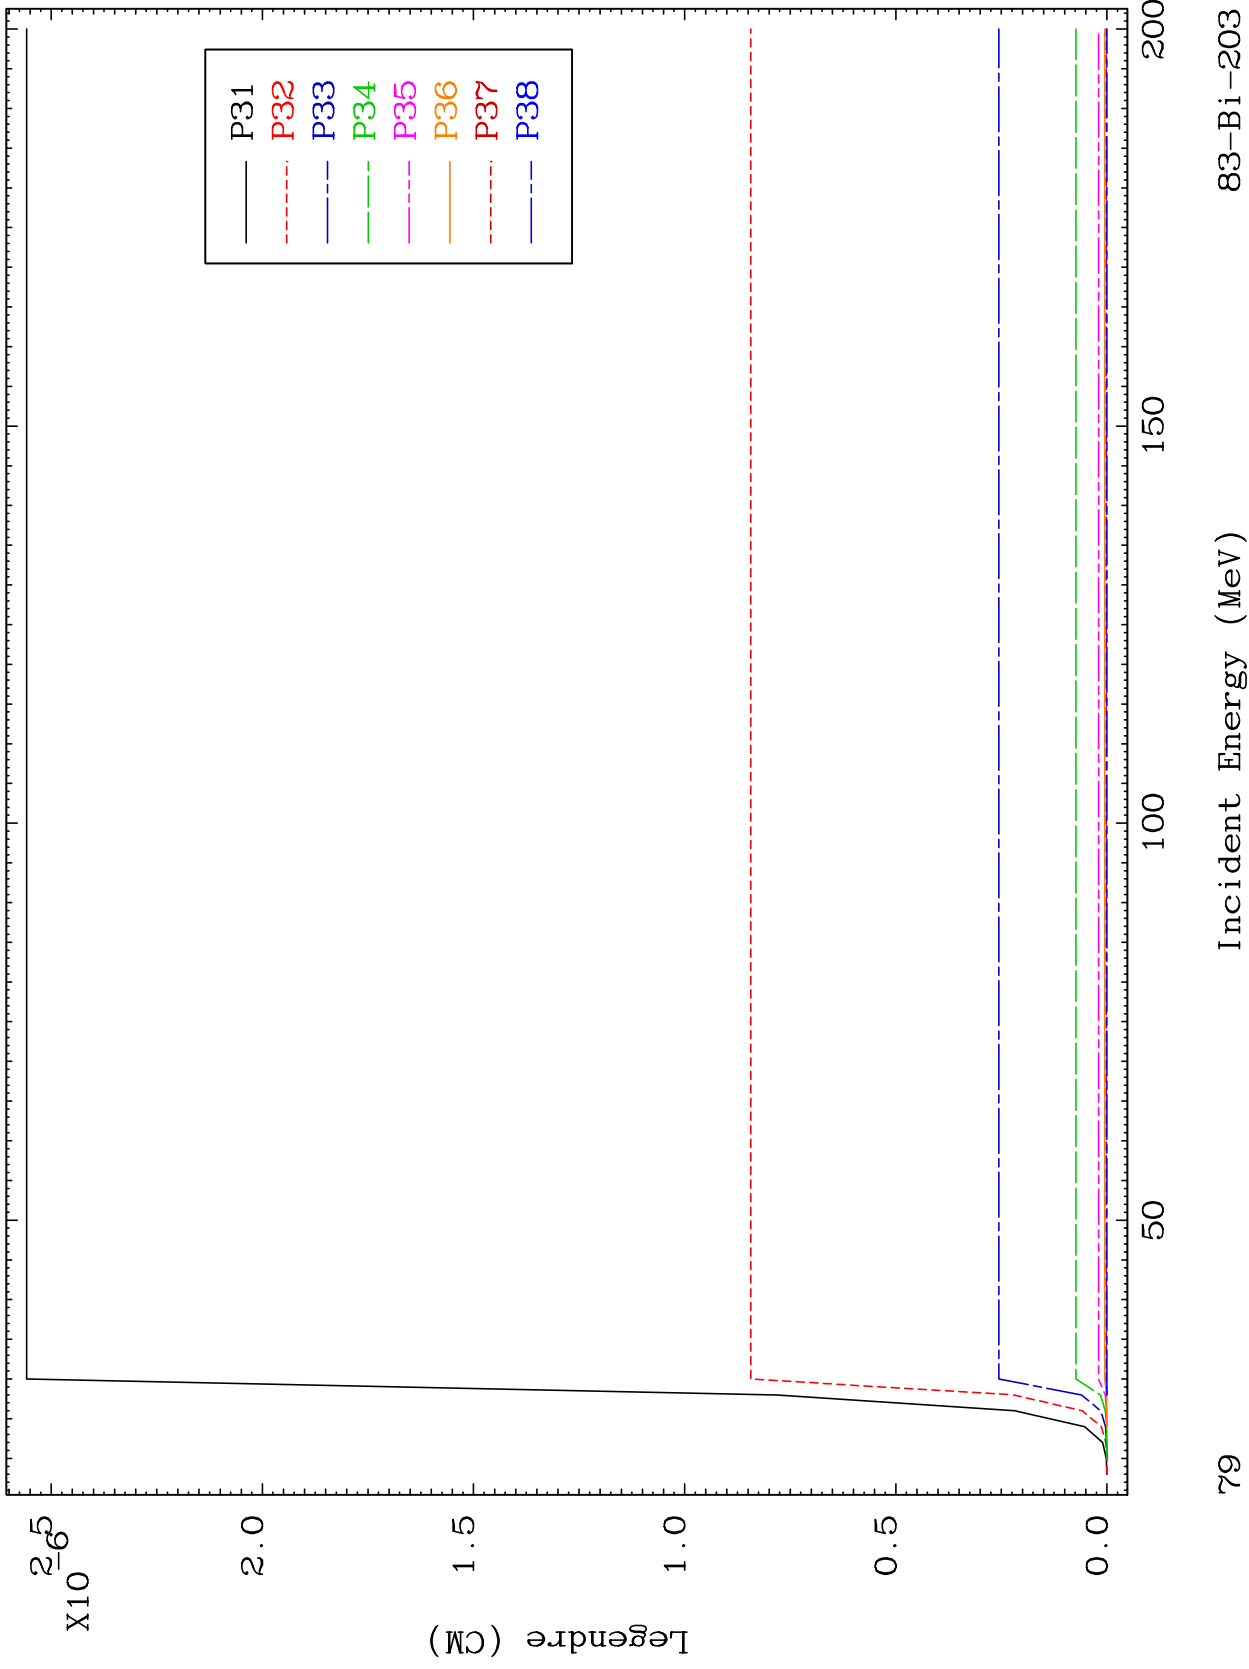 X10
-6
2.5
2.0
1.5
1.0
0.5
0.0
Legendre (CM)
P31
P32
P33
P34
P35
P36
P37
P38
50
100
150
200
Incident Energy (MeV)
79
83-Bi-203